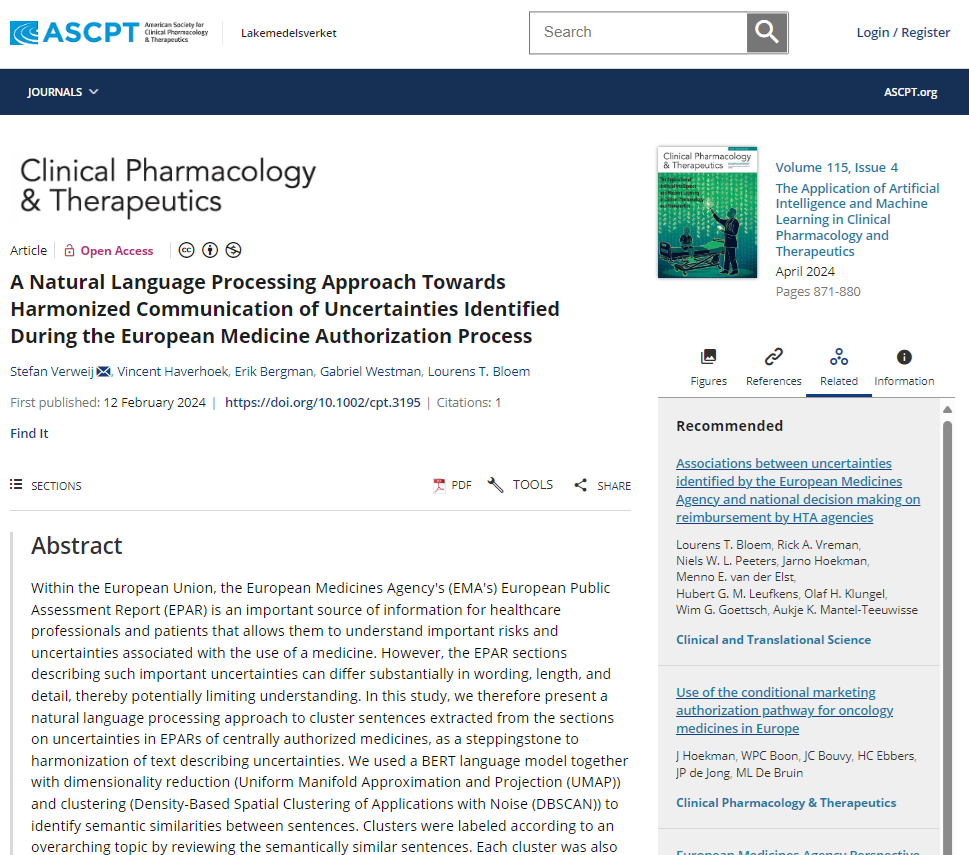 ASCPT
American Society for
Clinical Pharmacology
& Therapeutics
Lakemedelsverket
Search
Login / Register
JOURNALS
ASCPT.org
Clinical Pharmacology
& Therapeutics
Article
Open Access
A Natural Language Processing Approach Towards
Harmonized Communication of Uncertainties Identified
During the European Medicine Authorization Process
Stefan Verweij, Vincent Haverhoek, Erik Bergman, Gabriel Westman, Lourens T. Bloem
First published: 12 February 2024 | https://doi.org/10.1002/cpt.3195 | Citations: 1
Find It
SECTIONS
PDF
TOOLS
SHARE
Abstract
Within the European Union, the European Medicines Agency's (EMA's) European Public
Assessment Report (EPAR) is an important source of information for healthcare
professionals and patients that allows them to understand important risks and
uncertainties associated with the use of a medicine. However, the EPAR sections
describing such important uncertainties can differ substantially in wording, length, and
detail, thereby potentially limiting understanding. In this study, we therefore present a
natural language processing approach to cluster sentences extracted from the sections
on uncertainties in EPARs of centrally authorized medicines, as a steppingstone to
harmonization of text describing uncertainties. We used a BERT language model together
with dimensionality reduction (Uniform Manifold Approximation and Projection (UMAP))
and clustering (Density-Based Spatial Clustering of Applications with Noise (DBSCAN)) to
identify semantic similarities between sentences. Clusters were labeled according to an
overarching topic by reviewing the semantically similar sentences. Each cluster was also
Clinical Pharmacology
& Therapeutics
Volume 115, Issue 4
The Application of Artificial
Intelligence and Machine
Learning in Clinical
Pharmacology and
Therapeutics
April 2024
Pages 871-880
Figures
References
Related
Information
Recommended
Associations between uncertainties
identified by the European Medicines
Agency and national decision making on
reimbursement by HTA agencies
Lourens T. Bloem, Rick A. Vreman,
Niels W. L. Peeters, Jarno Hoekman,
Menno E. van der Elst,
Hubert G. M. Leufkens, Olaf H. Klungel,
Wim G. Goettsch, Aukje K. Mantel-Teeuwisse
Clinical and Translational Science
Use of the conditional marketing
authorization pathway for oncology
medicines in Europe
J Hoekman, WPC Boon, JC Bouvy, HC Ebbers,
JP de Jong, ML De Bruin
Clinical Pharmacology & Therapeutics
European Medicines Agency Perspective